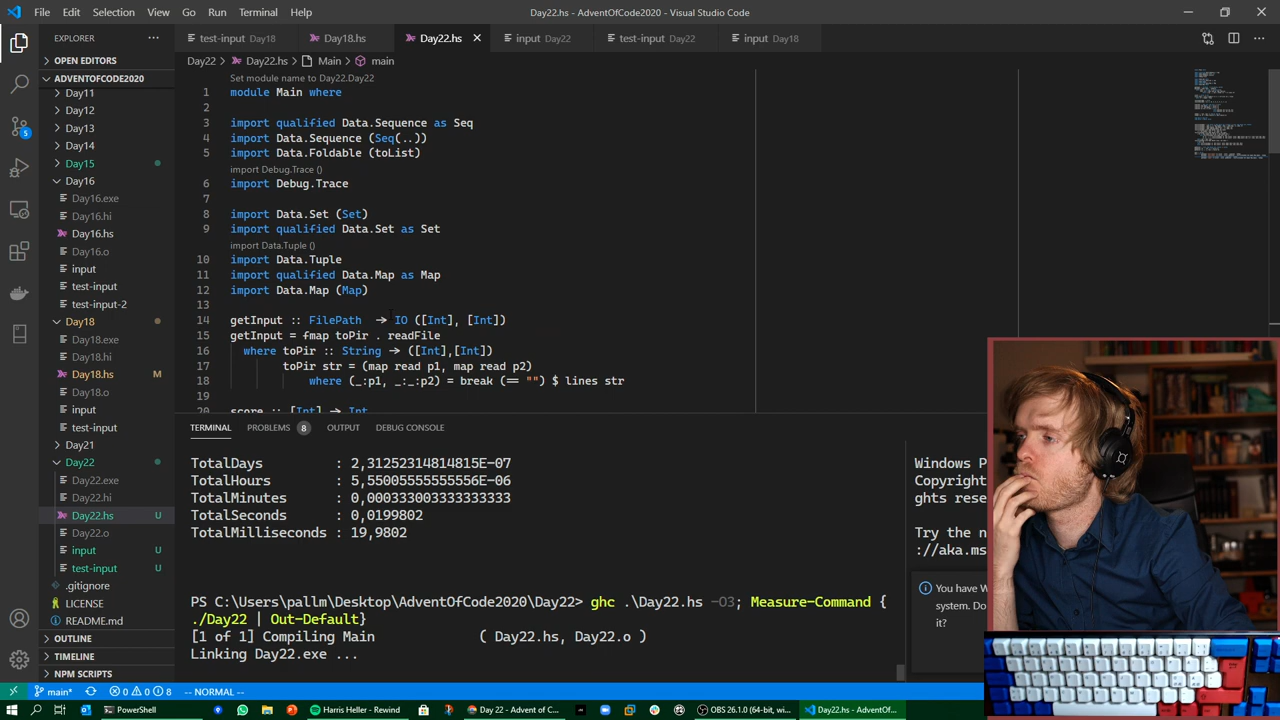 File Edit Selection View Go Run Terminal Help
Day22.hs - AdventOfCode2020 - Visual Studio Code
EXPLORER
test-input Day18
Day18.hs
Day22.hs
input Day22
test-input Day22
input Day18
OPEN EDITORS
ADVENTOFCODE2020
Day11
Day12
Day13
Day14
Day15
Day16
Day16.exe
Day16.hi
Day16.hs
Day16.o
input
test-input
test-input-2
Day18
Day18.exe
Day18.hi
Day18.hs M
Day18.o
input
test-input
Day21
Day22
Day22.exe
Day22.hi
Day22.hs U
Day22.o
input U
test-input U
.gitignore
LICENSE
README.md
OUTLINE
TIMELINE
NPM SCRIPTS
5
Day22 > Day22.hs > Main > main
Set module name to Day22.Day22
1 module Main where
2
3 import qualified Data.Sequence as Seq
4 import Data.Sequence (Seq(..))
5 import Data.Foldable (toList)
import Debug.Trace ()
6 import Debug.Trace
7
8 import Data.Set (Set)
9 import qualified Data.Set as Set
import Data.Tuple ()
10 import Data.Tuple
11 import qualified Data.Map as Map
12 import Data.Map (Map)
13
14 getInput :: FilePath → IO ([Int], [Int])
15 getInput = fmap toPir . readFile
16 where toPir :: String → ([Int],[Int])
17 toPir str = (map read p1, map read p2)
18 where (_:p1, _:_:p2) = break (== "") $ lines str
20 score :: [Int] → Int
TERMINAL PROBLEMS 8 OUTPUT DEBUG CONSOLE
TotalDays : 2,31252314814815E-07
TotalHours : 5,55005555555556E-06
TotalMinutes : 0,000333003333333333
TotalSeconds : 0,0199802
TotalMilliseconds : 19,9802
PS C:\Users\pallm\Desktop\AdventOfCode2020\Day22> ghc .\Day22.hs -O3; Measure-Command {
./Day22 | Out-Default}
[1 of 1] Compiling Main ( Day22.hs, Day22.o )
Linking Day22.exe ...
Windows P
Copyright
ghts rese
Try the n
://aka.ms
You have W
system. Do
it?
main* 0 0 8 -- NORMAL --
PowerShell
Harris Heller - Rewind
Day 22 - Advent of C...
OBS 26.1.0 (64-bit, wi...
Day22.hs - AdventOf...